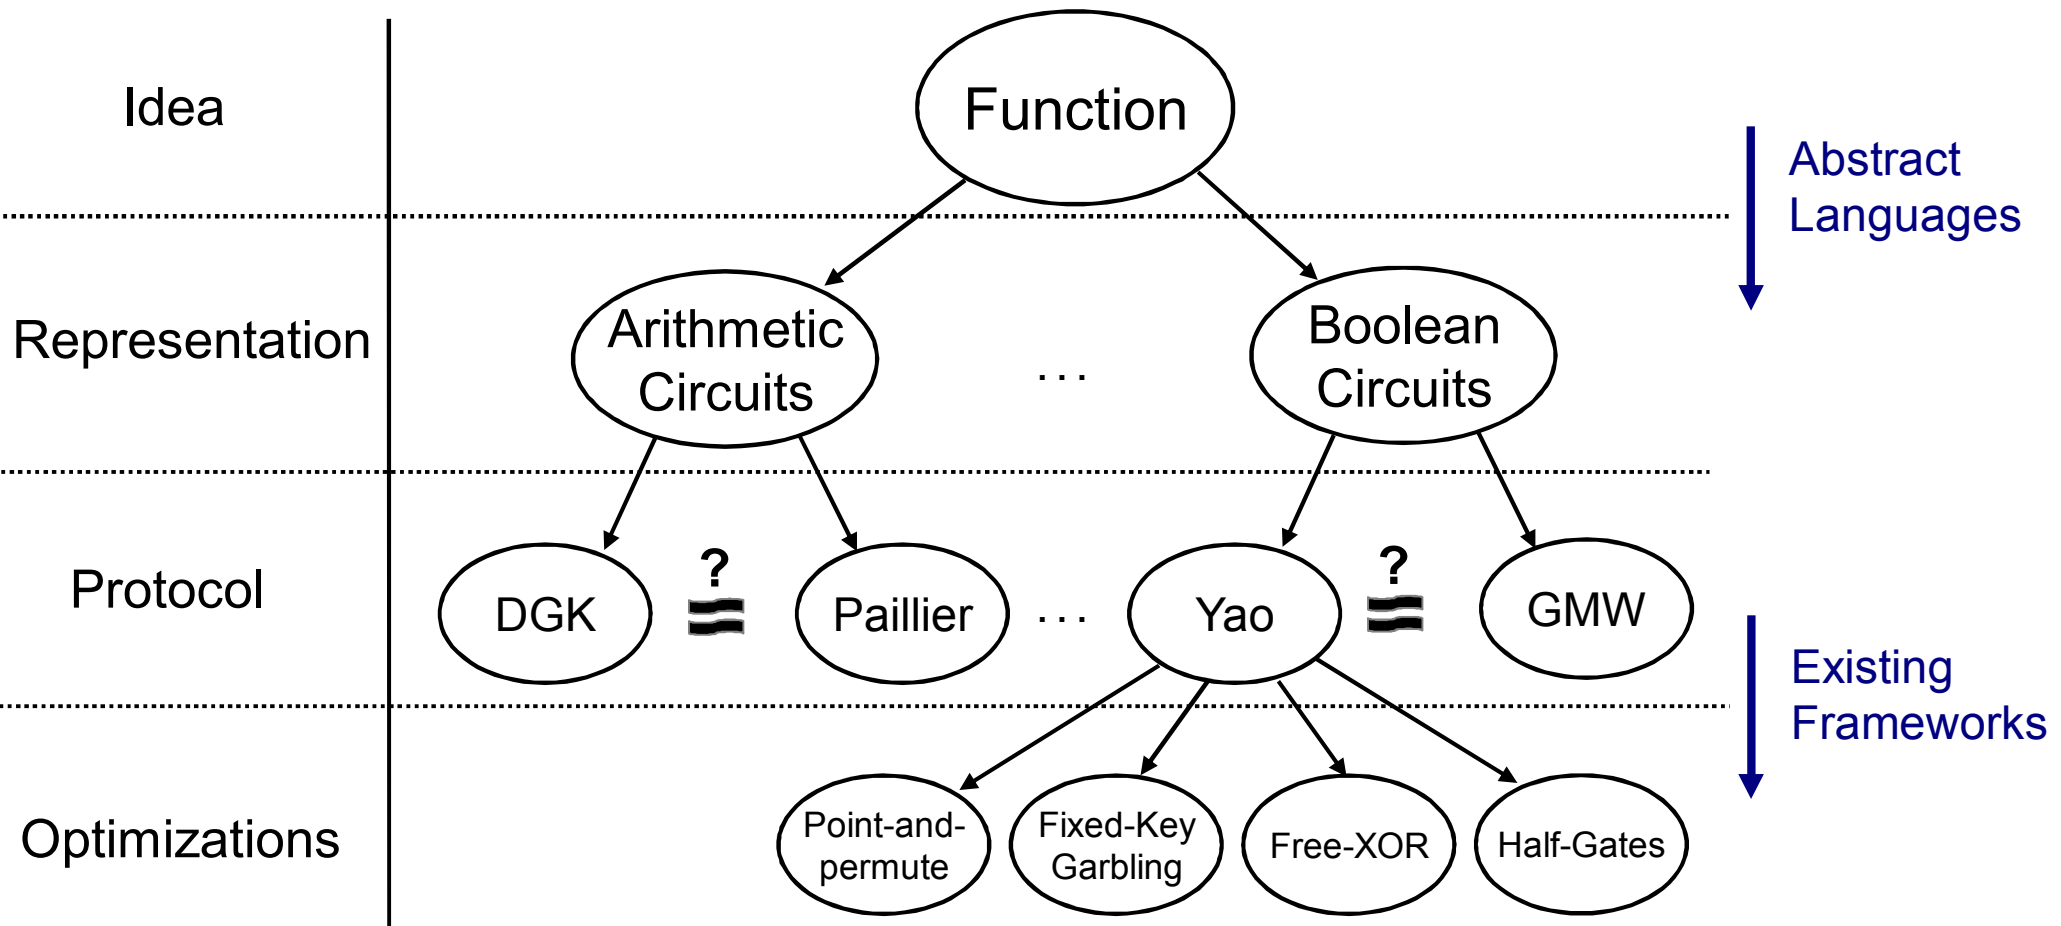 Idea
Function
Abstract
Languages
Representation
Arithmetic
Circuits
. . .
Boolean
Circuits
Protocol
DGK
?
≈
Paillier
. . .
Yao
?
≈
GMW
Existing
Frameworks
Optimizations
Point-and-
permute
Fixed-Key
Garbling
Free-XOR
Half-Gates